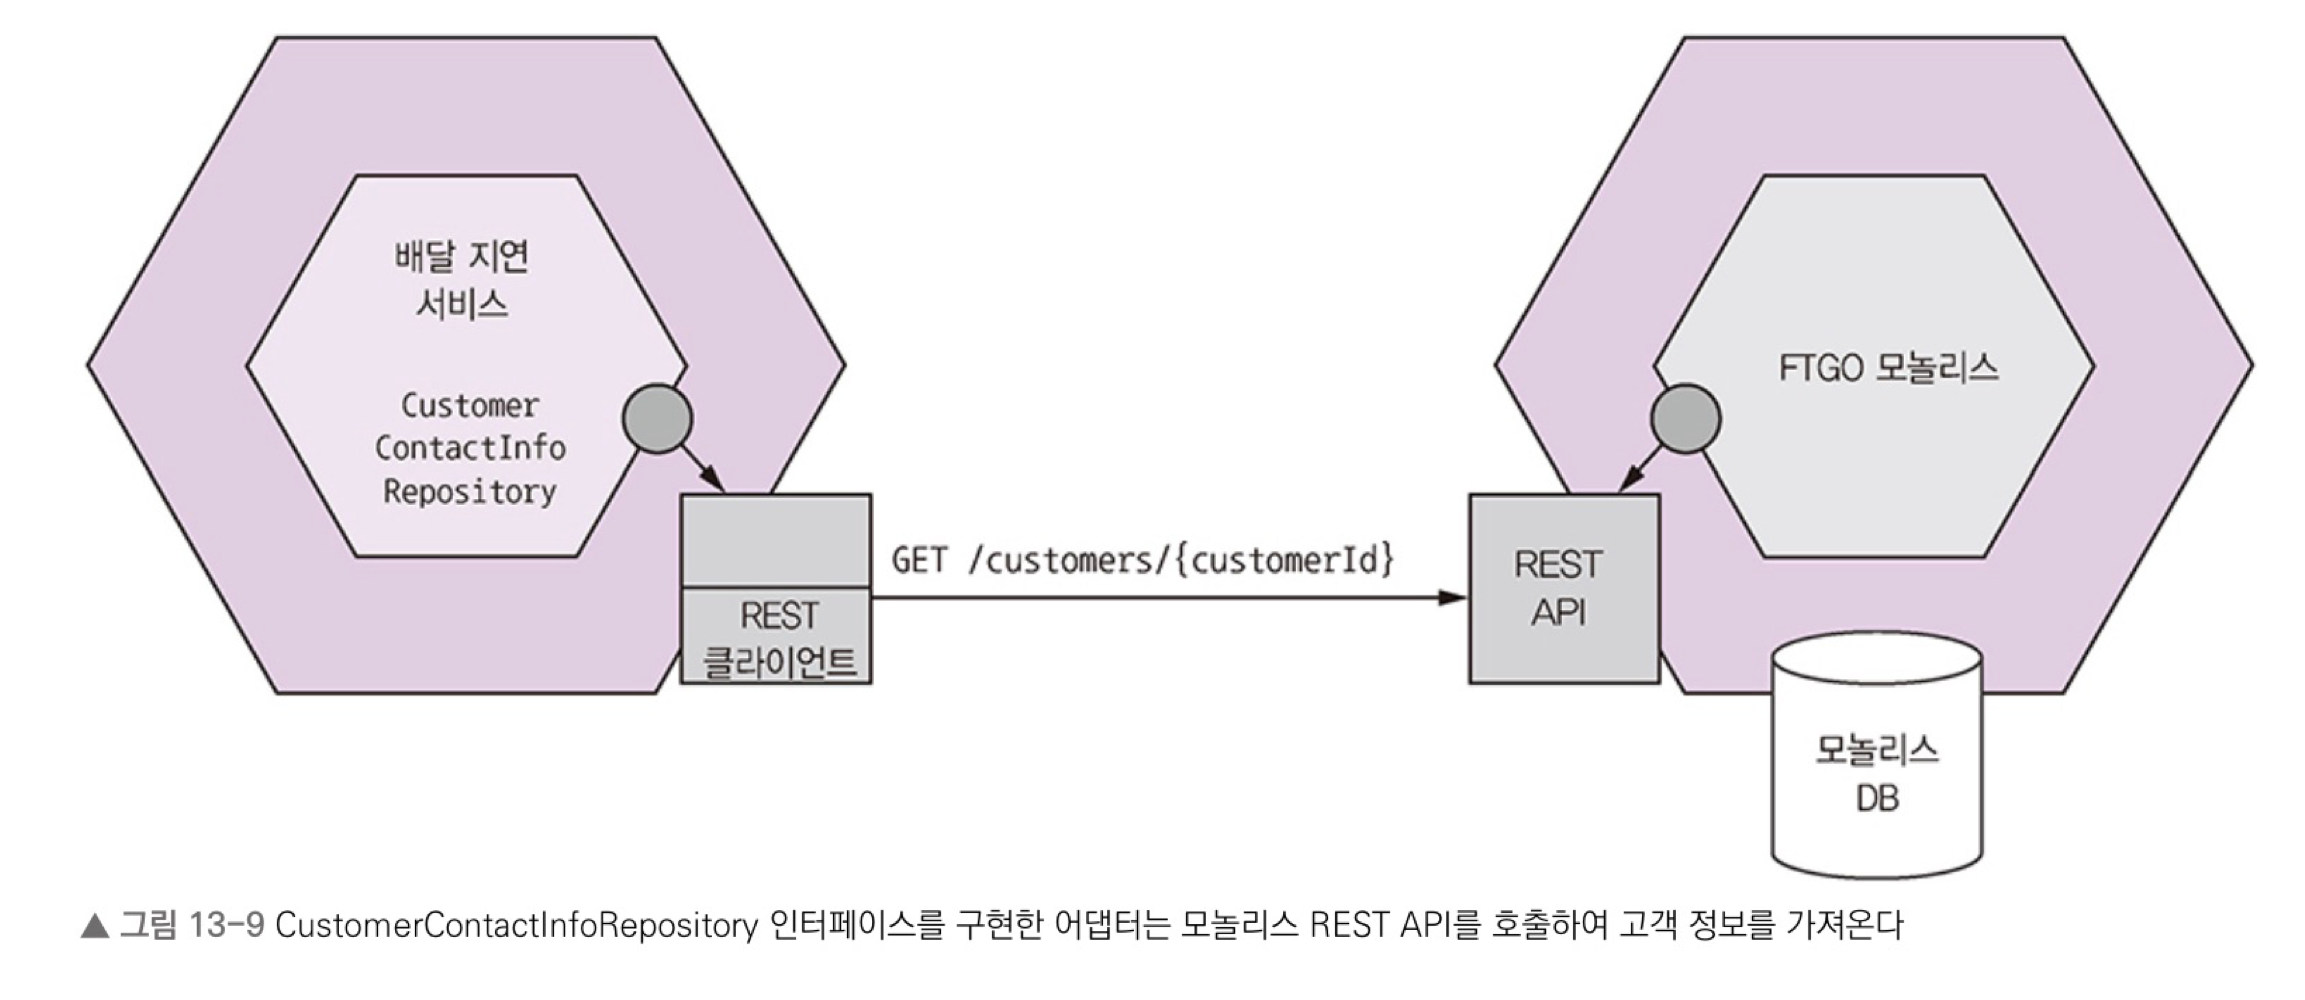 배달 지연
서비스
Customer
ContactInfo
Repository
REST
클라이언트
GET /customers/{customerId}
REST
API
FTGO 모놀리스
모놀리스
DB
▲ 그림 13-9 CustomerContactInfoRepository 인터페이스를 구현한 어댑터는 모놀리스 REST API를 호출하여 고객 정보를 가져온다